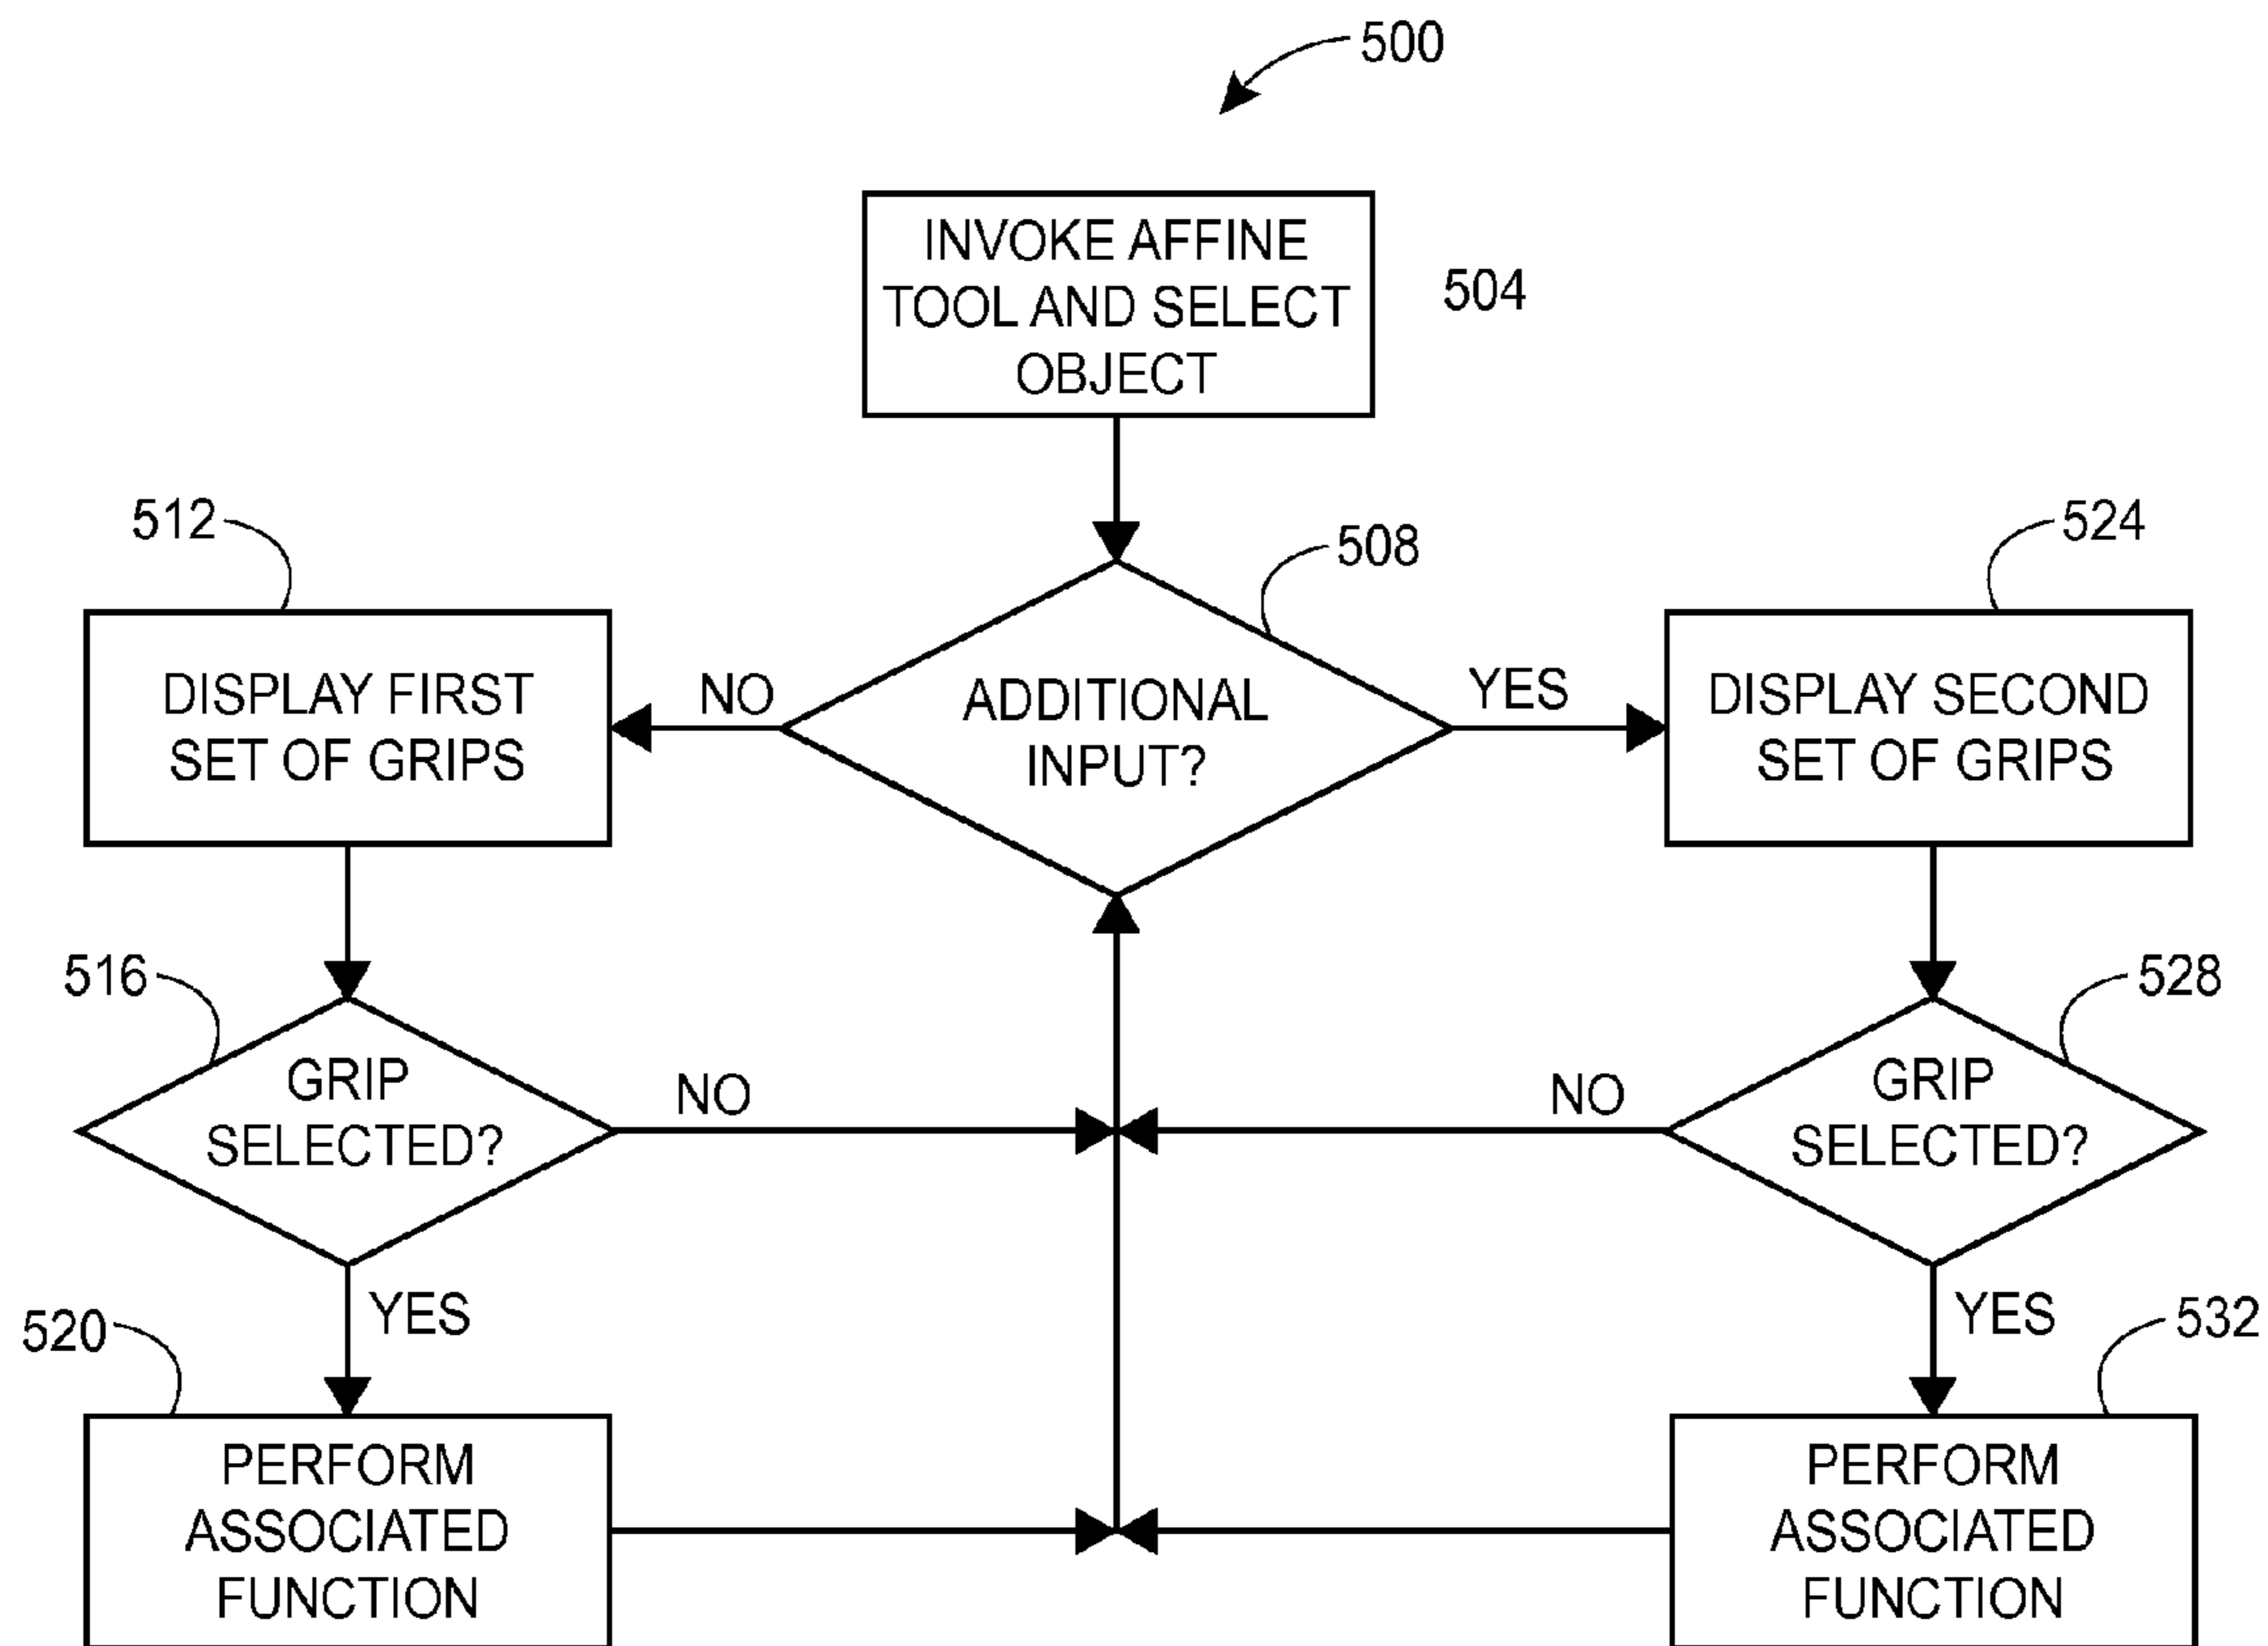 500
INVOKE AFFINE
TOOL AND SELECT
OBJECT
504
512
508
524
DISPLAY FIRST
SET OF GRIPS
NO
ADDITIONAL
INPUT?
YES
DISPLAY SECOND
SET OF GRIPS
516
GRIP
SELECTED?
NO
NO
528
GRIP
SELECTED?
520
YES
YES
532
PERFORM
ASSOCIATED
FUNCTION
PERFORM
ASSOCIATED
FUNCTION